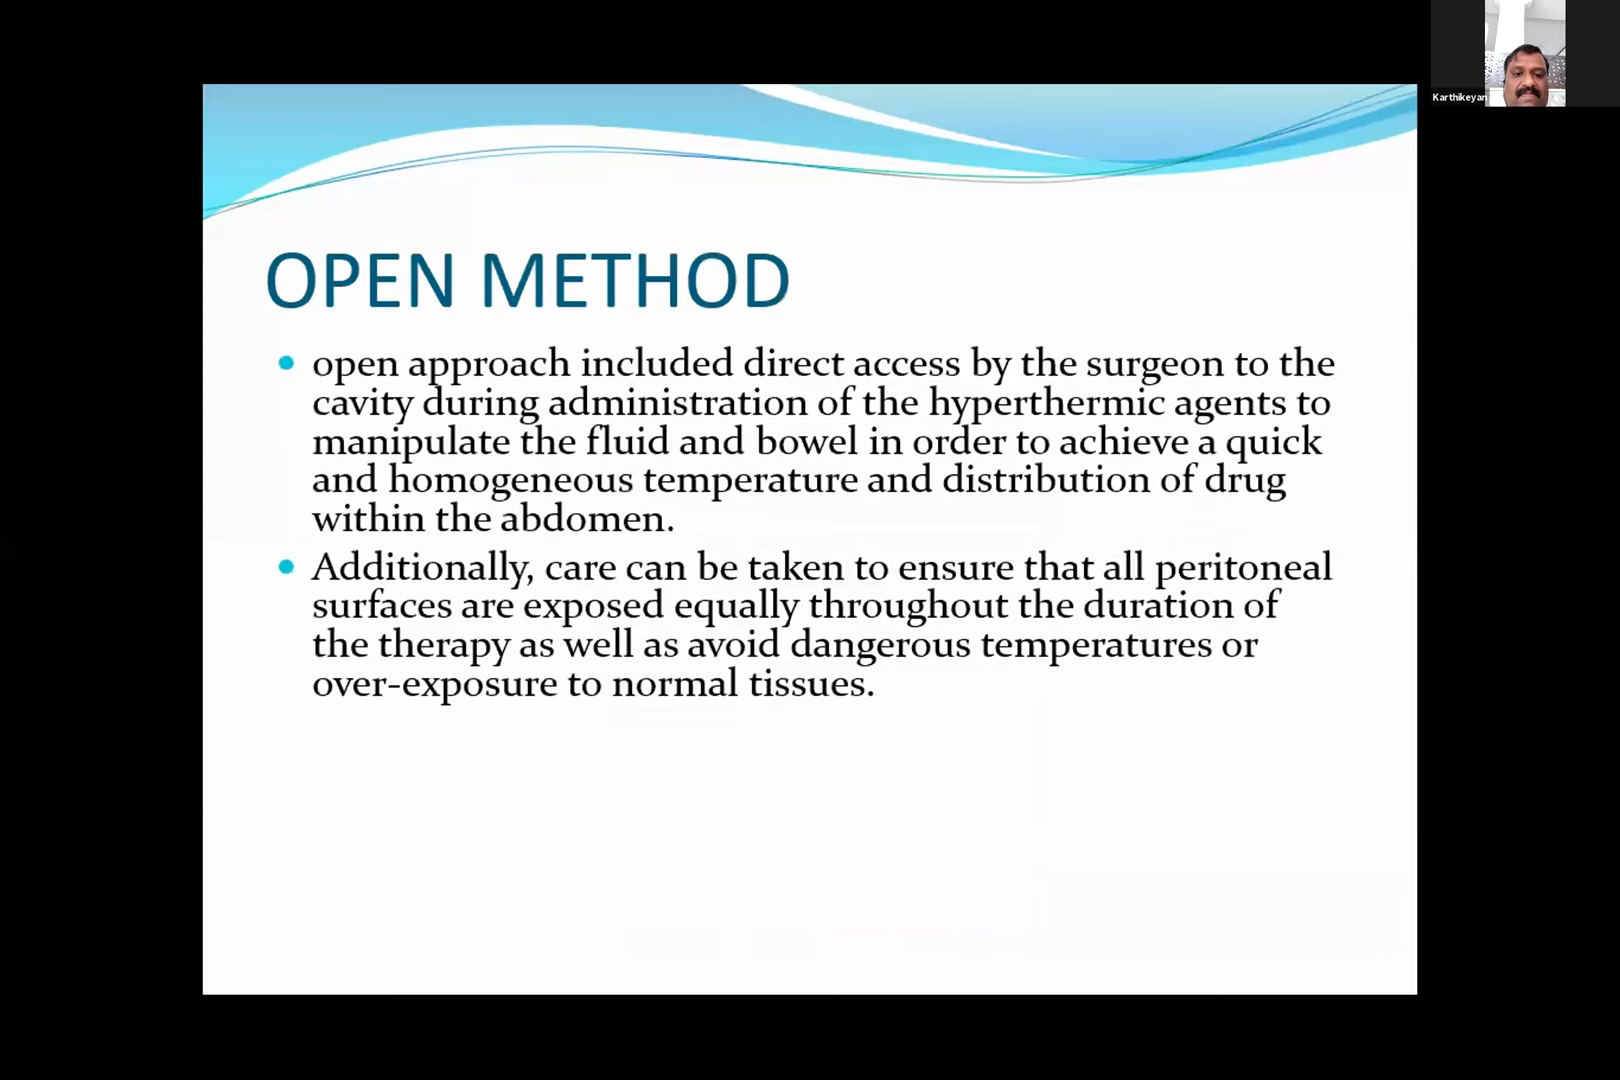 Karthikeyan
OPEN METHOD
open approach included direct access by the surgeon to the
cavity during administration of the hyperthermic agents to
manipulate the fluid and bowel in order to achieve a quick
and homogeneous temperature and distribution of drug
within the abdomen.
Additionally, care can be taken to ensure that all peritoneal
surfaces are exposed equally throughout the duration of
the therapy as well as avoid dangerous temperatures or
over-exposure to normal tissues.